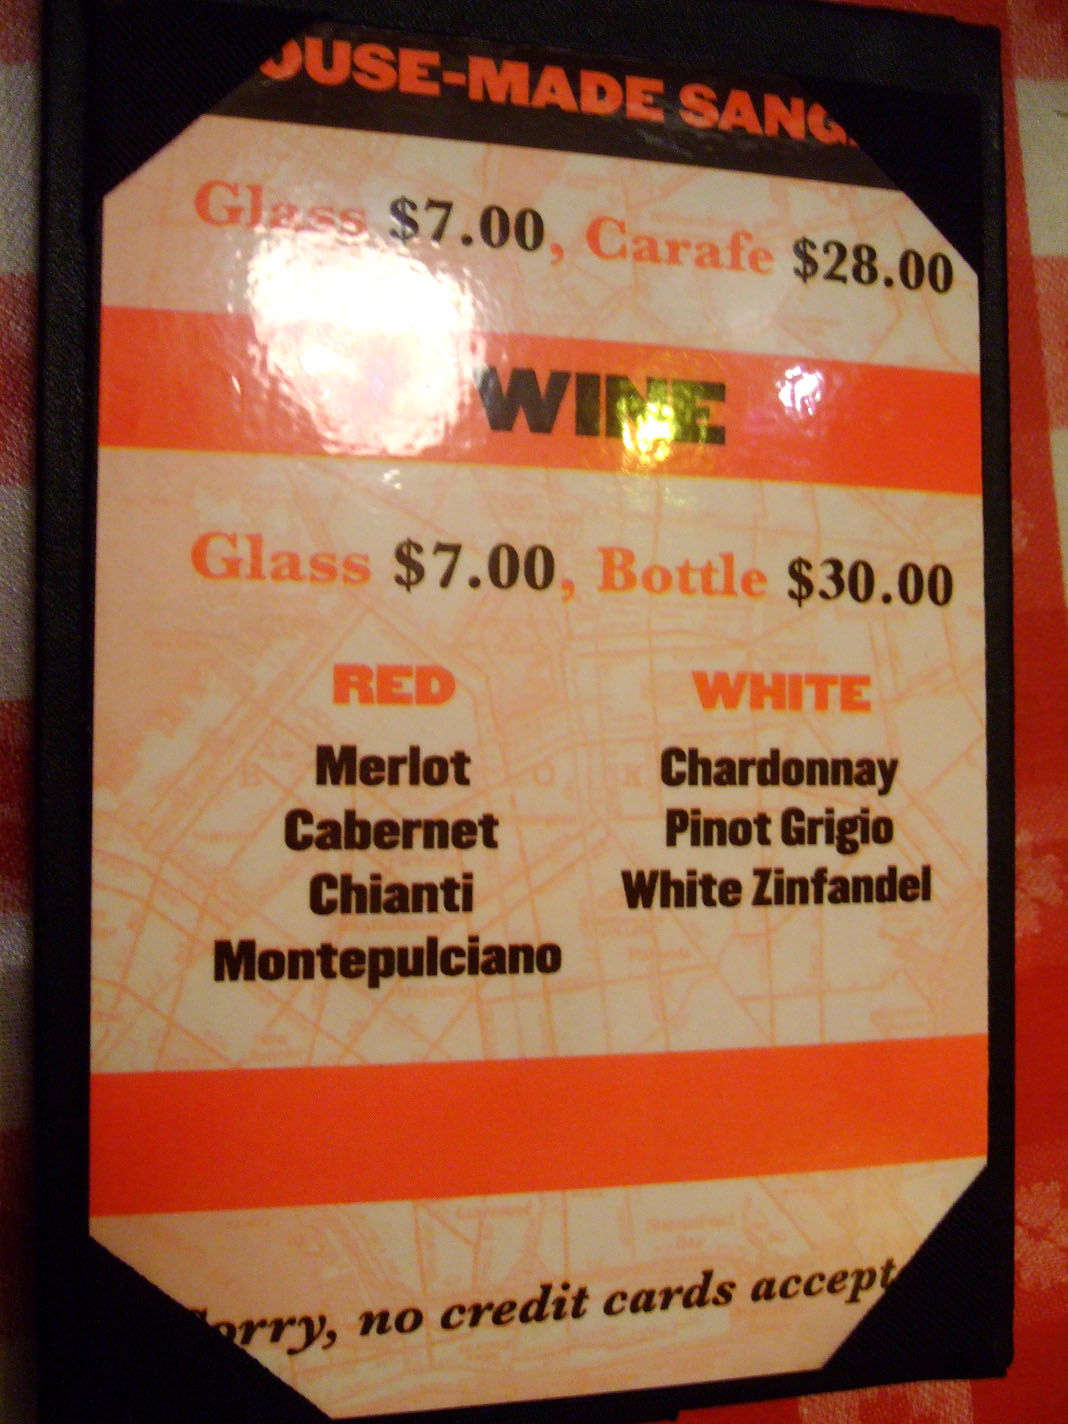 OUSE-MADE SANG
Glass $7.00, Carafe $28.00
WINE
Glass $7.00, Bottle $30.00
RED
Merlot
Cabernet
Chianti
Montepulciano
WHITE
Chardonnay
Pinot Grigio
White Zinfandel
Sorry, no credit cards accept